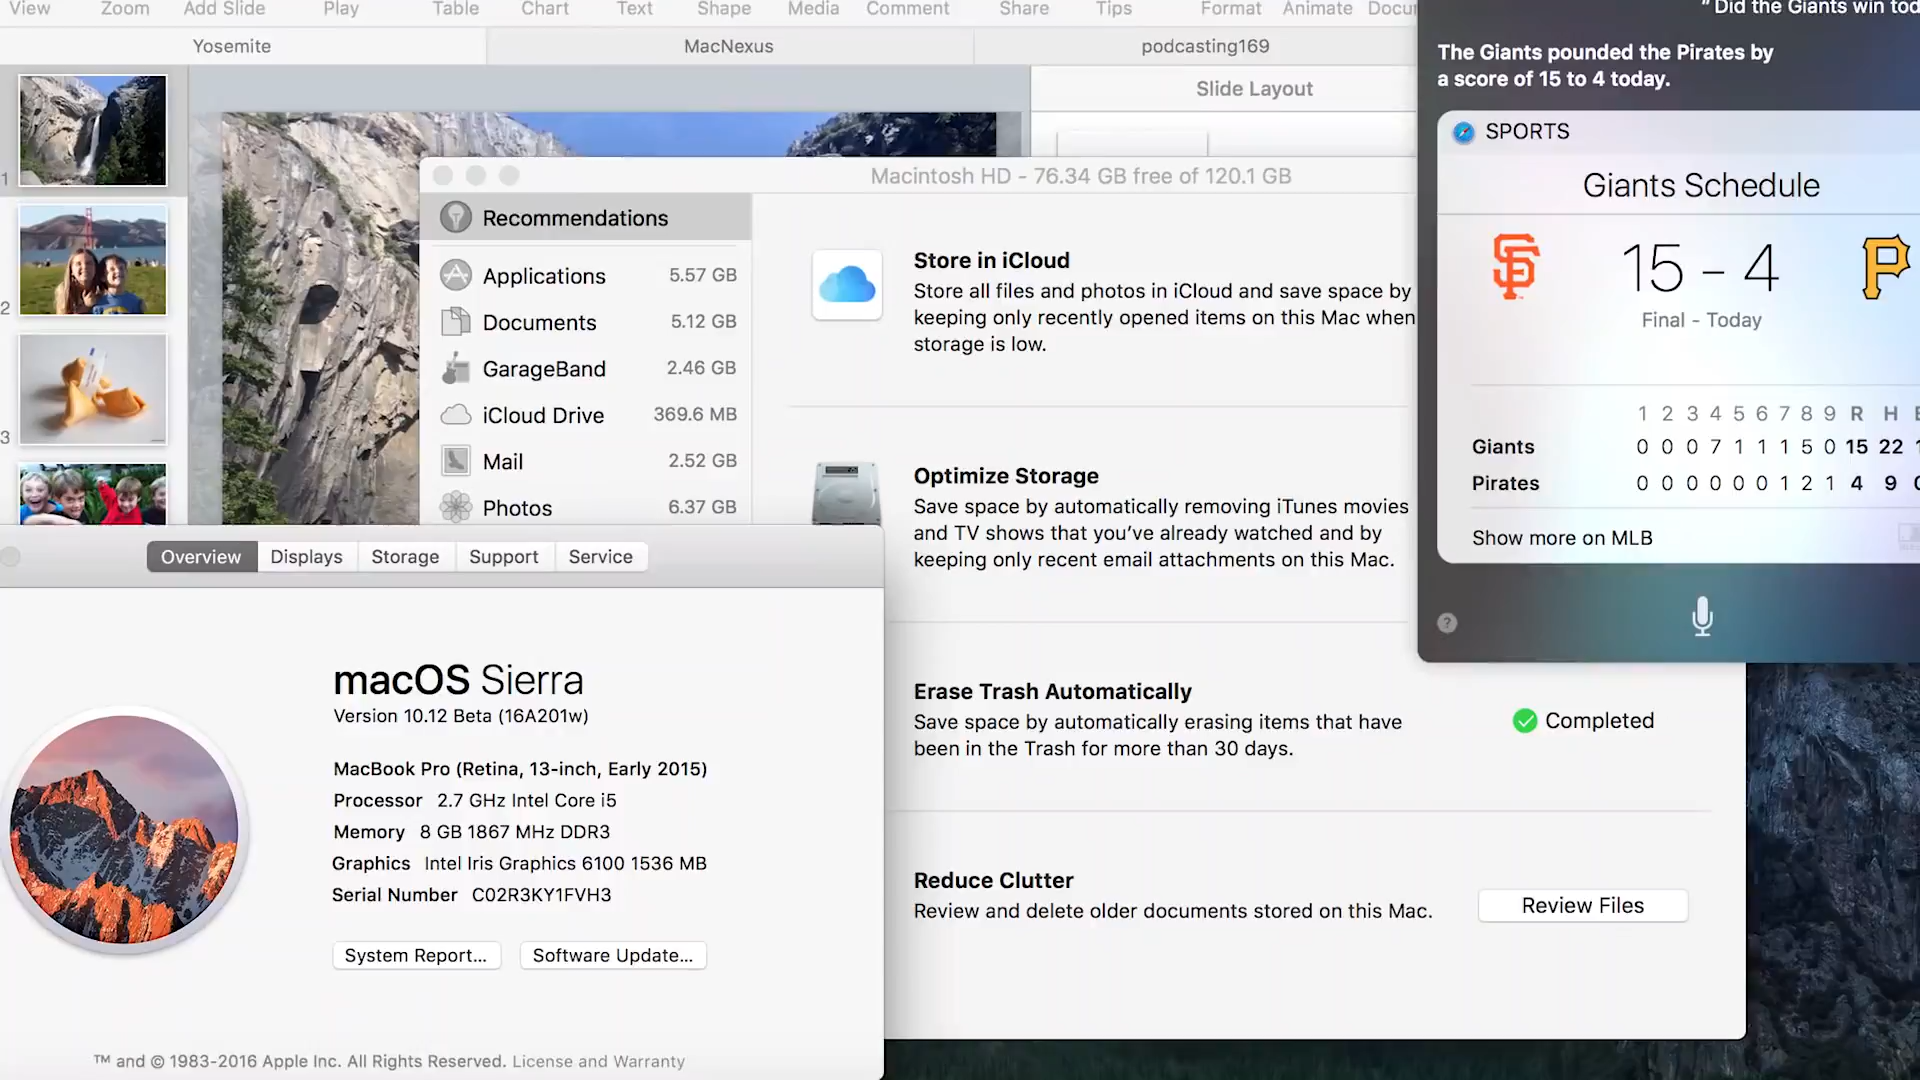 View Zoom Add Slide Play Table Chart Text Shape Media Comment Share Tips Format Animate
Yosemite MacNexus podcasting169
1
2
3
Slide Layout
Macintosh HD - 76.34 GB free of 120.1 GB
Recommendations
Applications 5.57 GB
Documents 5.12 GB
GarageBand 2.46 GB
iCloud Drive 369.6 MB
Mail 2.52 GB
Photos 6.37 GB
Store in iCloud
Store all files and photos in iCloud and save space by
keeping only recently opened items on this Mac when
storage is low.
Optimize Storage
Save space by automatically removing iTunes movies
and TV shows that you've already watched and by
keeping only recent email attachments on this Mac.
Erase Trash Automatically
Save space by automatically erasing items that have
been in the Trash for more than 30 days.
Completed
Reduce Clutter
Review and delete older documents stored on this Mac.
Review Files
"Did the Giants win
The Giants pounded the Pirates by
a score of 15 to 4 today.
SPORTS
Giants Schedule
SF 15 - 4 P
Final - Today
1 2 3 4 5 6 7 8 9 R H
Giants 0 0 0 7 1 1 1 5 0 15 22
Pirates 0 0 0 0 0 0 1 2 1 4 9
Show more on MLB
?
Overview Displays Storage Support Service
macOS Sierra
Version 10.12 Beta (16A201w)
MacBook Pro (Retina, 13-inch, Early 2015)
Processor 2.7 GHz Intel Core i5
Memory 8 GB 1867 MHz DDR3
Graphics Intel Iris Graphics 6100 1536 MB
Serial Number C02R3KY1FVH3
System Report... Software Update...
™ and © 1983-2016 Apple Inc. All Rights Reserved. License and Warranty